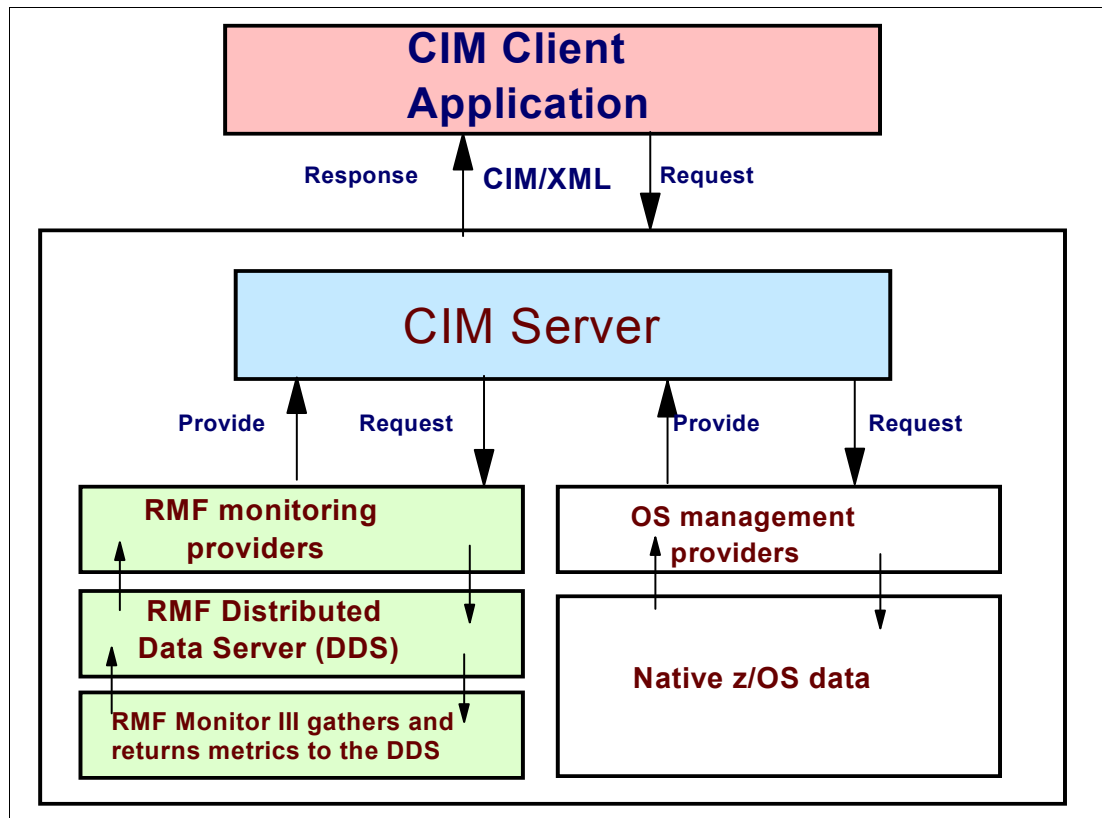 CIM Client
Application
Response
CIM/XML
Request
CIM Server
Provide
Request
Provide
Request
RMF monitoring
providers
OS management
providers
RMF Distributed
Data Server (DDS)
Native z/OS data
RMF Monitor III gathers and
returns metrics to the DDS